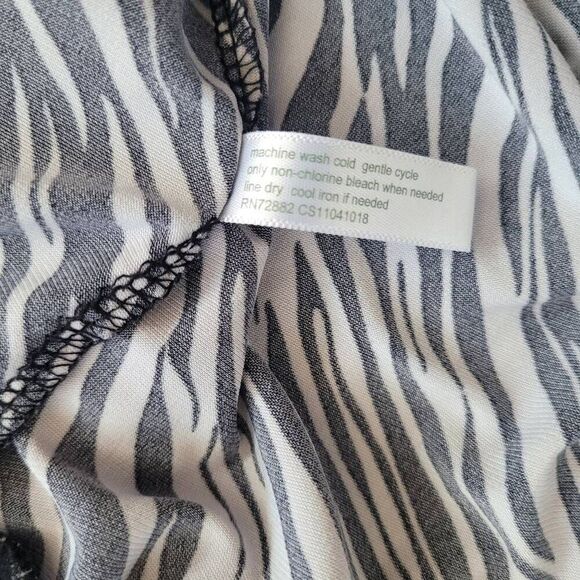 machine wash cold gentle cycle
only non-chlorine bleach when needed
line dry cool iron if needed
RN72882 CS11041018